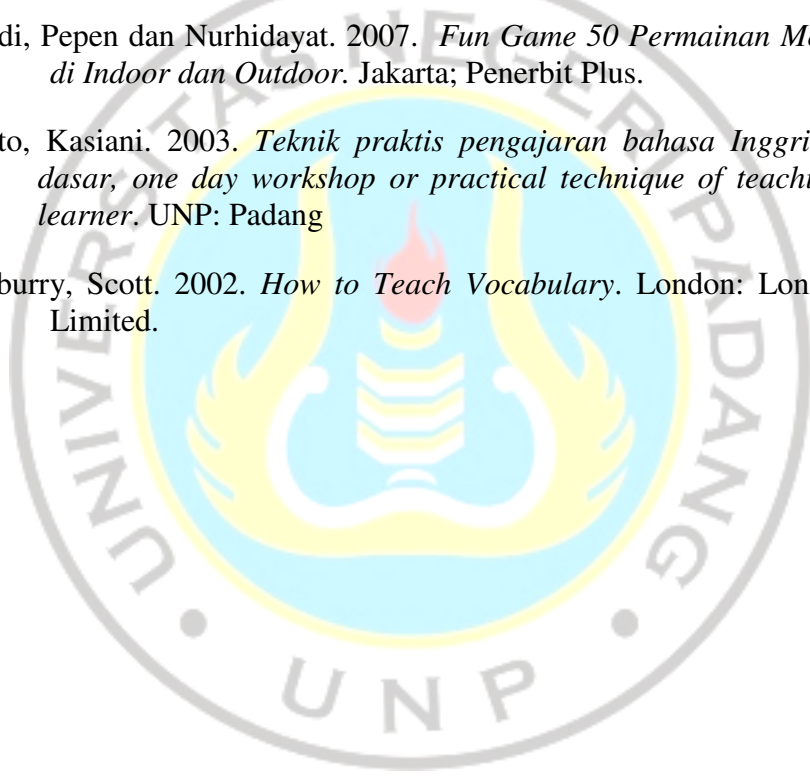 di, Pepen dan Nurhidayat. 2007. Fun Game 50 Permainan
di Indoor dan Outdoor. Jakarta; Penerbit Plus.
to, Kasiani. 2003. Teknik praktis pengajaran bahasa Inggri
dasar, one day workshop or practical technique of
learner. UNP: Padang
burry, Scott. 2002. How to Teach Vocabulary. London: Lon
Limited.
UNIVERSITAS NEGERI PADANG
UNP